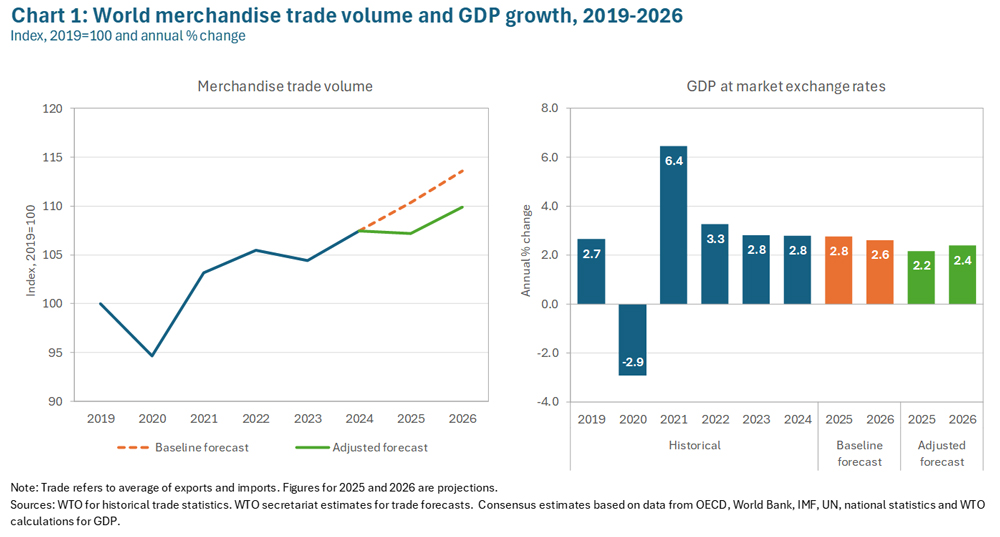 Chart 1: World merchandise trade volume and GDP growth, 2019-2026
Index, 2019=100 and annual % change
Merchandise trade volume
120
115
110
105
100
95
90
Index, 2019=100
2019 2020 2021 2022 2023 2024 2025 2026
Baseline forecast Adjusted forecast
GDP at market exchange rates
8.0
6.0
4.0
2.0
0.0
-2.0
-4.0
Annual % change
2.7 -2.9 6.4 3.3 2.8 2.8 2.8 2.6 2.2 2.4
2019 2020 2021 2022 2023 2024 2025 2026 2025 2026
Historical Baseline Adjusted
forecast forecast
Note: Trade refers to average of exports and imports. Figures for 2025 and 2026 are projections.
Sources: WTO for historical trade statistics. WTO secretariat estimates for trade forecasts. Consensus estimates based on data from OECD, World Bank, IMF, UN, national statistics and WTO
calculations for GDP.